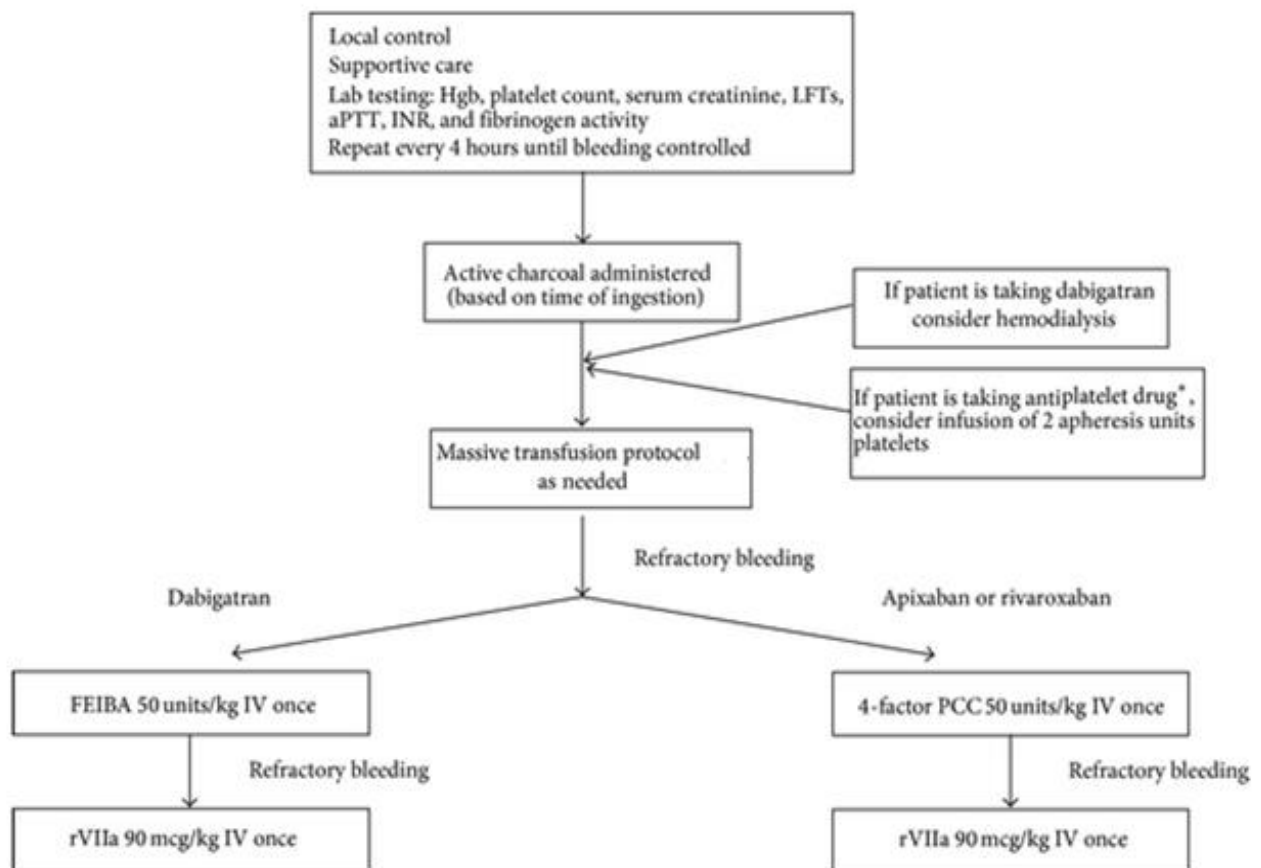 Local control
Supportive care
Lab testing: Hgb, platelet count, serum creatinine, LFTs,
aPTT, INR, and fibrinogen activity
Repeat every 4 hours until bleeding controlled
Active charcoal administered
(based on time of ingestion)
If patient is taking dabigatran
consider hemodialysis
If patient is taking antiplatelet drug*,
consider infusion of 2 apheresis units
platelets
Massive transfusion protocol
as needed
Refractory bleeding
Dabigatran
Apixaban or rivaroxaban
FEIBA 50 units/kg IV once
4-factor PCC 50 units/kg IV once
Refractory bleeding
Refractory bleeding
rVIIa 90 mcg/kg IV once
rVIIa 90 mcg/kg IV once